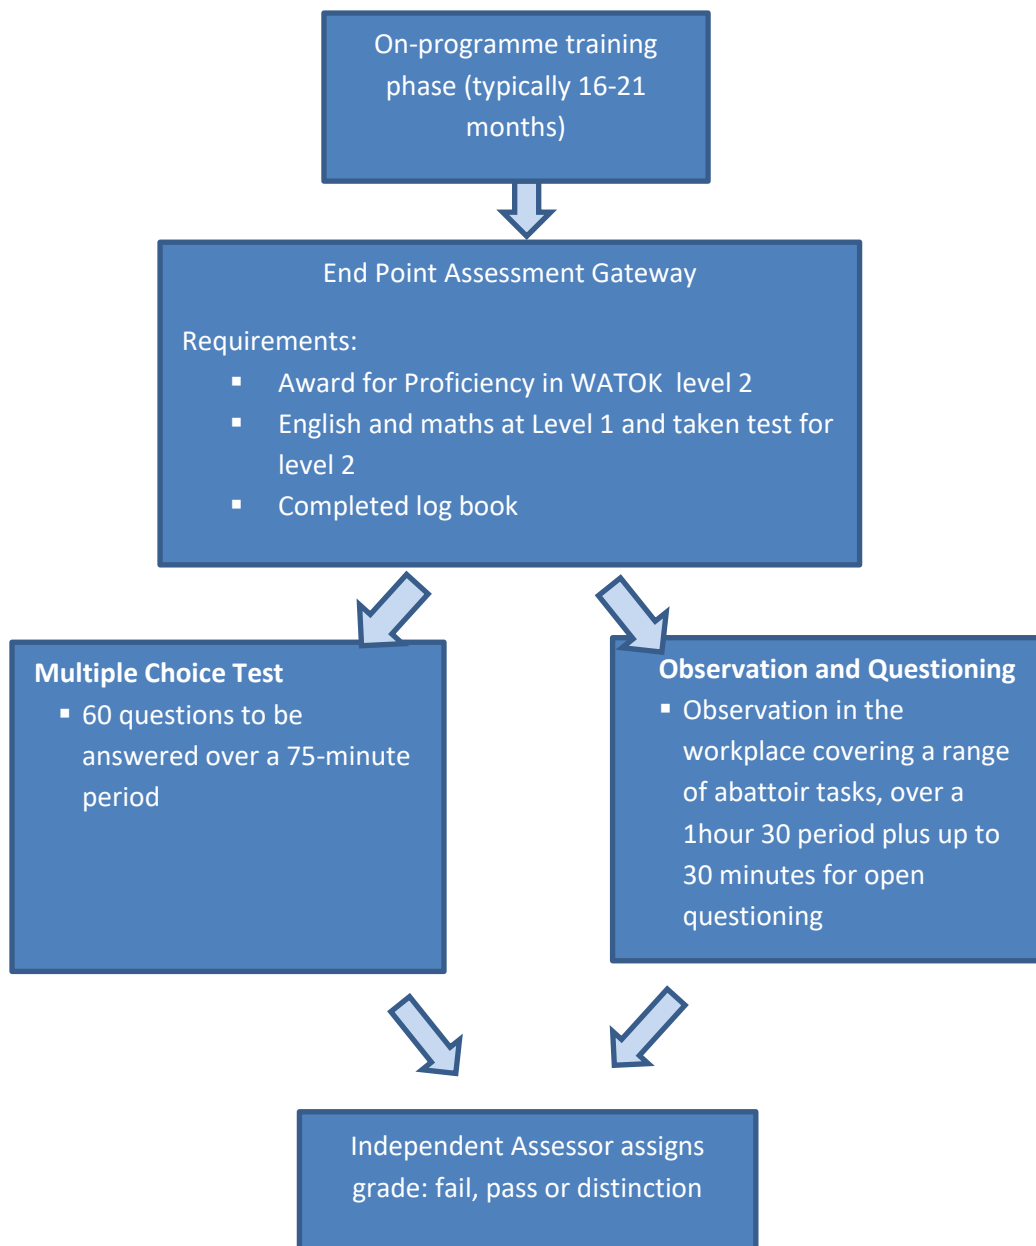 On-programme training
phase (typically 16-21
months)
End Point Assessment Gateway
Requirements:
▪ Award for Proficiency in WATOK level 2
▪ English and maths at Level 1 and taken test for
level 2
▪ Completed log book
Multiple Choice Test
▪ 60 questions to be
answered over a 75-minute
period
Observation and Questioning
▪ Observation in the
workplace covering a range
of abattoir tasks, over a
1hour 30 period plus up to
30 minutes for open
questioning
Independent Assessor assigns
grade: fail, pass or distinction